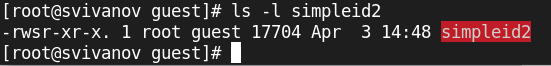 [root@svivanov guest]# ls -l simpleid2
-rwsr-xr-x. 1 root guest 17704 Apr  3 14:48 simpleid2
[root@svivanov guest]#